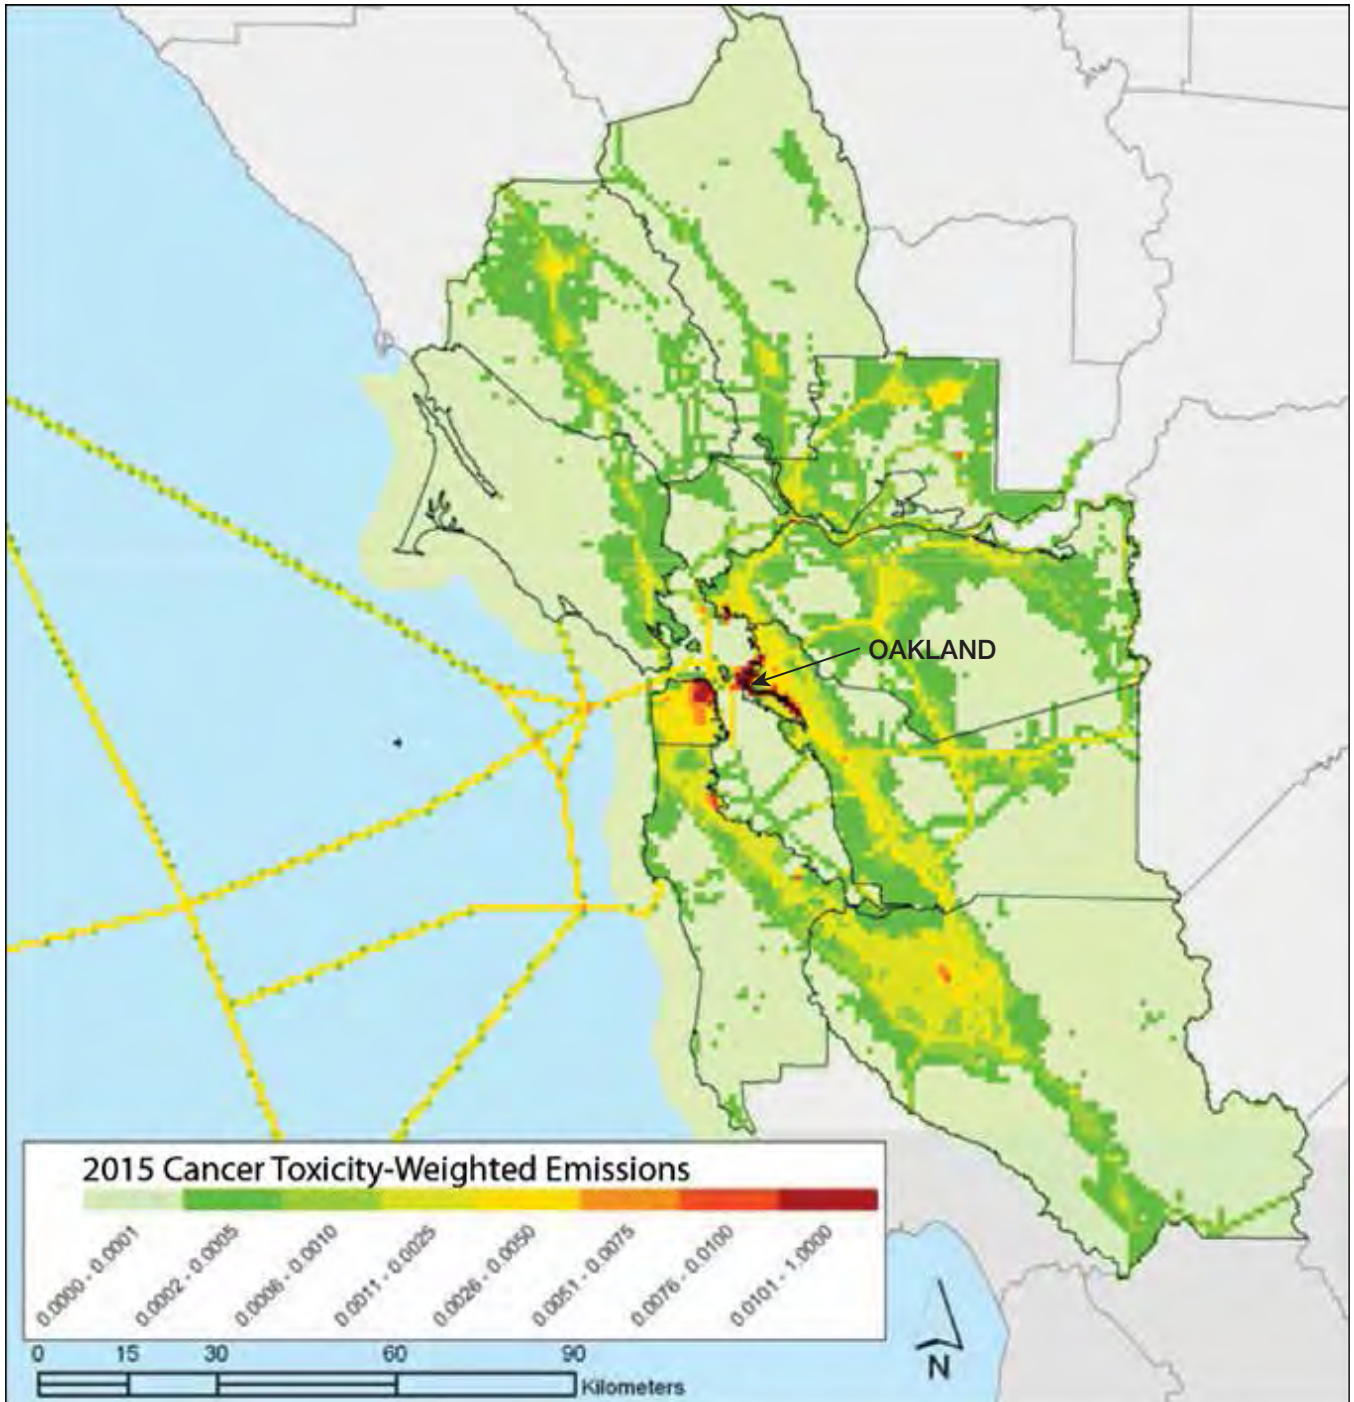 OAKLAND
2015 Cancer Toxicity-Weighted Emissions
0.0000 - 0.0001
0.0002 - 0.0005
0.0006 - 0.0010
0.0011 - 0.0025
0.0026 - 0.0050
0.0051 - 0.0075
0.0076 - 0.0100
0.0101 - 1.0000
0 15 30 60 90
Kilometers
N